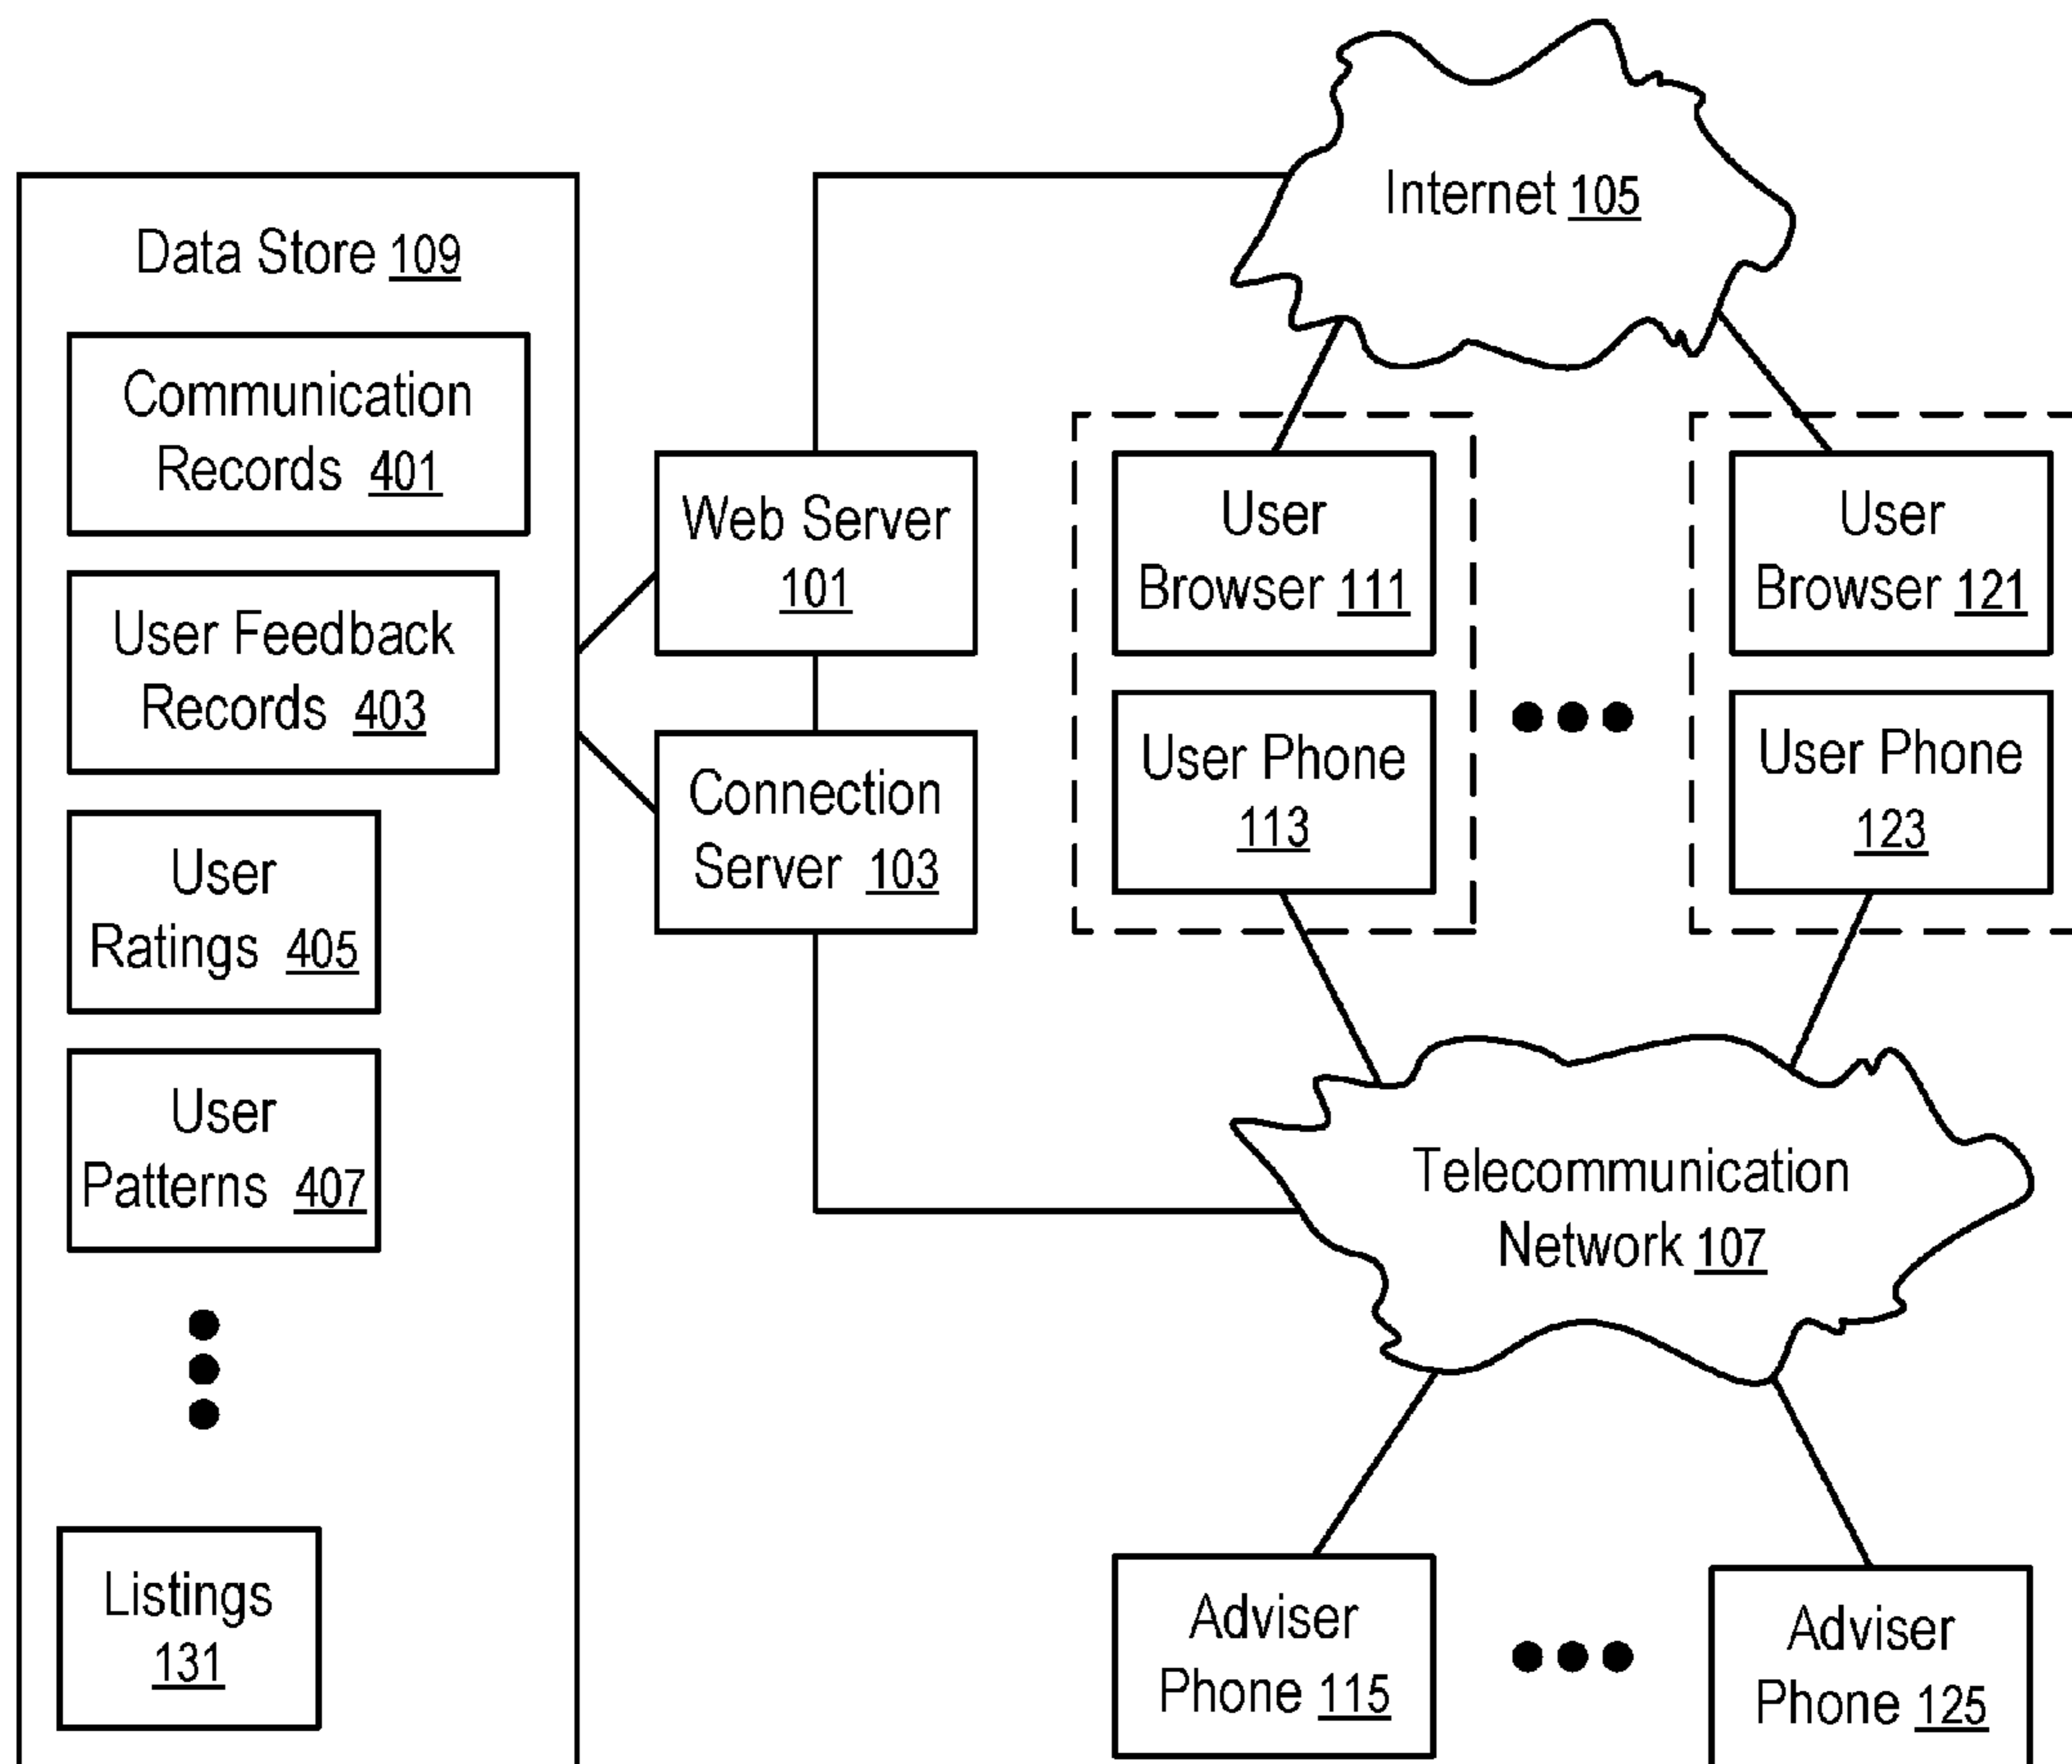 Internet 105
Data Store 109
Communication
Records 401
User Feedback
Records 403
User
Ratings 405
User
Patterns 407
Listings
131
Web Server
101
Connection
Server 103
User
Browser 111
User Phone
113
User
Browser 121
User Phone
123
Telecommunication
Network 107
Adviser
Phone 115
Adviser
Phone 125